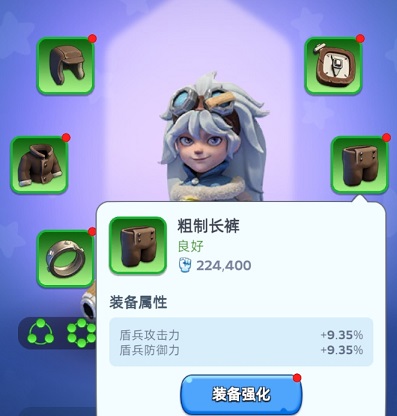 粗制长裤
良好
224,400
装备属性
盾兵攻击力 +9.35%
盾兵防御力 +9.35%
装备强化